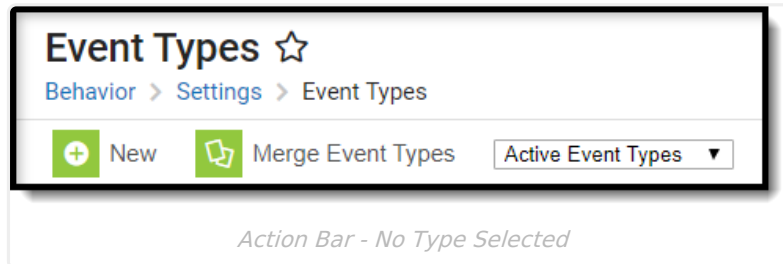 Event Types
Behavior > Settings > Event Types
New Merge Event Types Active Event Types
Action Bar - No Type Selected